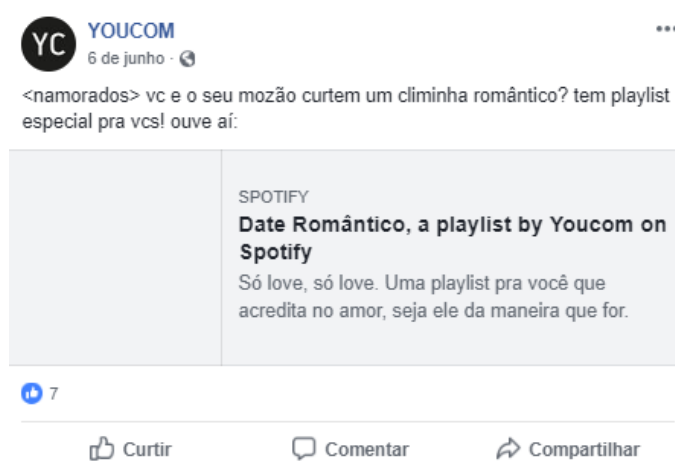 YC
YOUCOM
6 de junho ·
<namorados> vc e o seu mozão curtem um climinha romântico? tem playlist
especial pra vcs! ouve aí:
SPOTIFY
Date Romântico, a playlist by Youcom on
Spotify
Só love, só love. Uma playlist pra você que
acredita no amor, seja ele da maneira que for.
7
Curtir
Comentar
Compartilhar